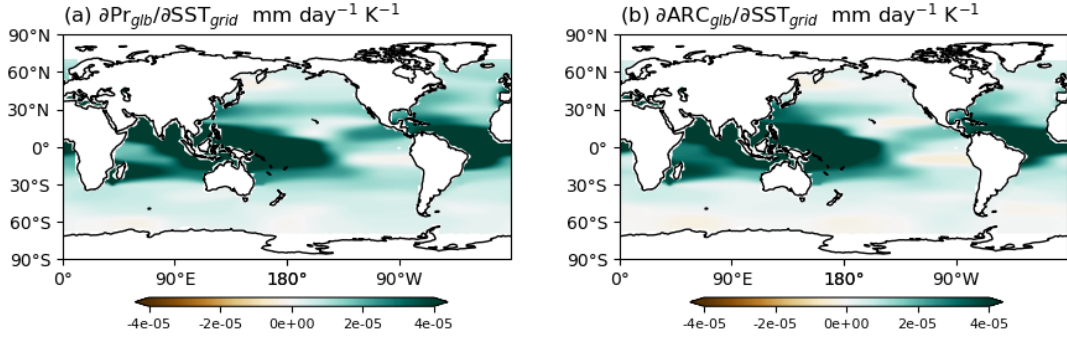 (a) ∂Pr_glb/∂SST_grid mm day⁻¹ K⁻¹
90°N
60°N
30°N
0°
30°S
60°S
90°S
0° 90°E 180° 90°W
-4e-05 -2e-05 0e+00 2e-05 4e-05
(b) ∂ARC_glb/∂SST_grid mm day⁻¹ K⁻¹
90°N
60°N
30°N
0°
30°S
60°S
90°S
0° 90°E 180° 90°W
-4e-05 -2e-05 0e+00 2e-05 4e-05